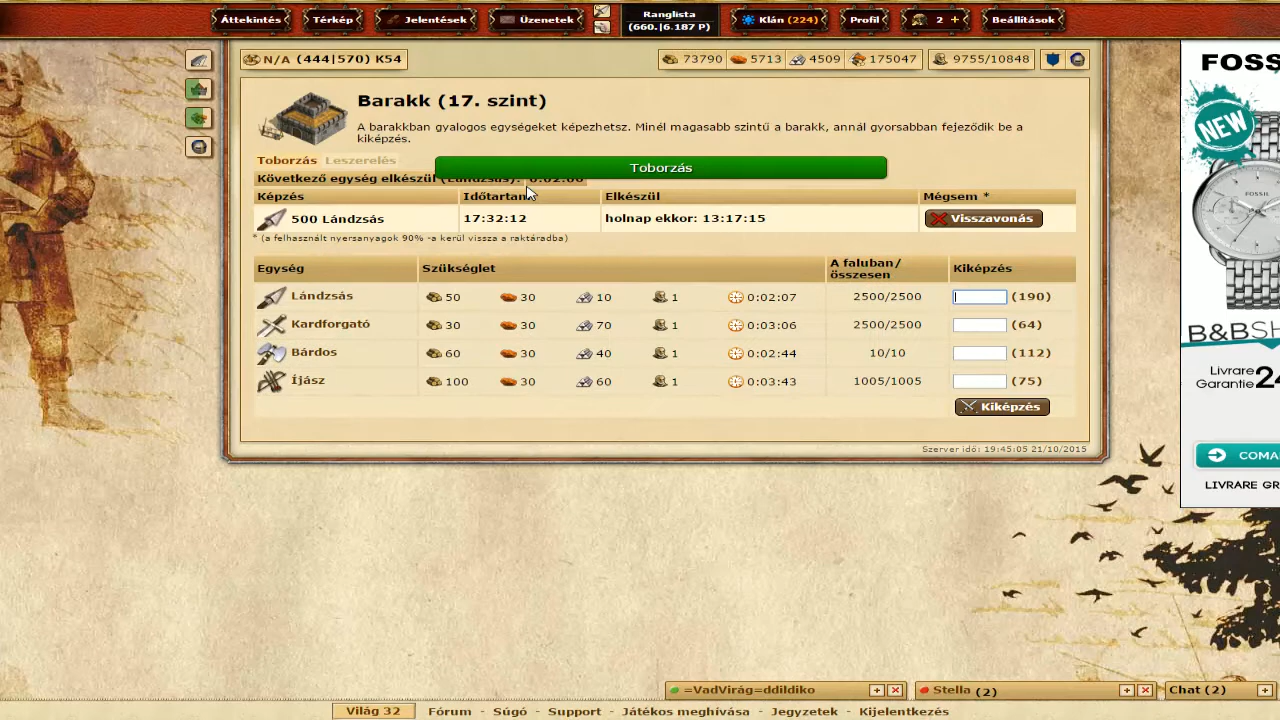 Áttekintés Térkép Jelentések Üzenetek Ranglista Klán (224) Profil 2 + Beállítások
(660.|6.187 P)
N/A (444|570) K54 73790 5713 4509 175047 9755/10848
Barakk (17. szint)
A barakkban gyalogos egységeket képezhetsz. Minél magasabb szintű a barakk, annál gyorsabban fejeződik be a
kiképzés.
Toborzás Leszerelés
Toborzás
Következő egység elkészül (Lándzsás): 0:02:06
Képzés Időtartam Elkészül Mégsem *
500 Lándzsás 17:32:12 holnap ekkor: 13:17:15 Visszavonás
* (a felhasznált nyersanyagok 90% -a kerül vissza a raktáradba)
Egység Szükséglet A faluban/ Kiképzés
összesen
Lándzsás 50 30 10 1 0:02:07 2500/2500 (190)
Kardforgató 30 30 70 1 0:03:06 2500/2500 (64)
Bárdos 60 30 40 1 0:02:44 10/10 (112)
Íjász 100 30 60 1 0:03:43 1005/1005 (75)
Kiképzés
Szerver idő: 19:45:05 21/10/2015
NEW
FOSSIL
B&B
Livrare
Garantie 24
LIVRARE GR
=VadVirág=ddildiko + x Stella (2) + x Chat (2) +
Világ 32 Fórum - Súgó - Support - Játékos meghívása - Jegyzetek - Kijelentkezés